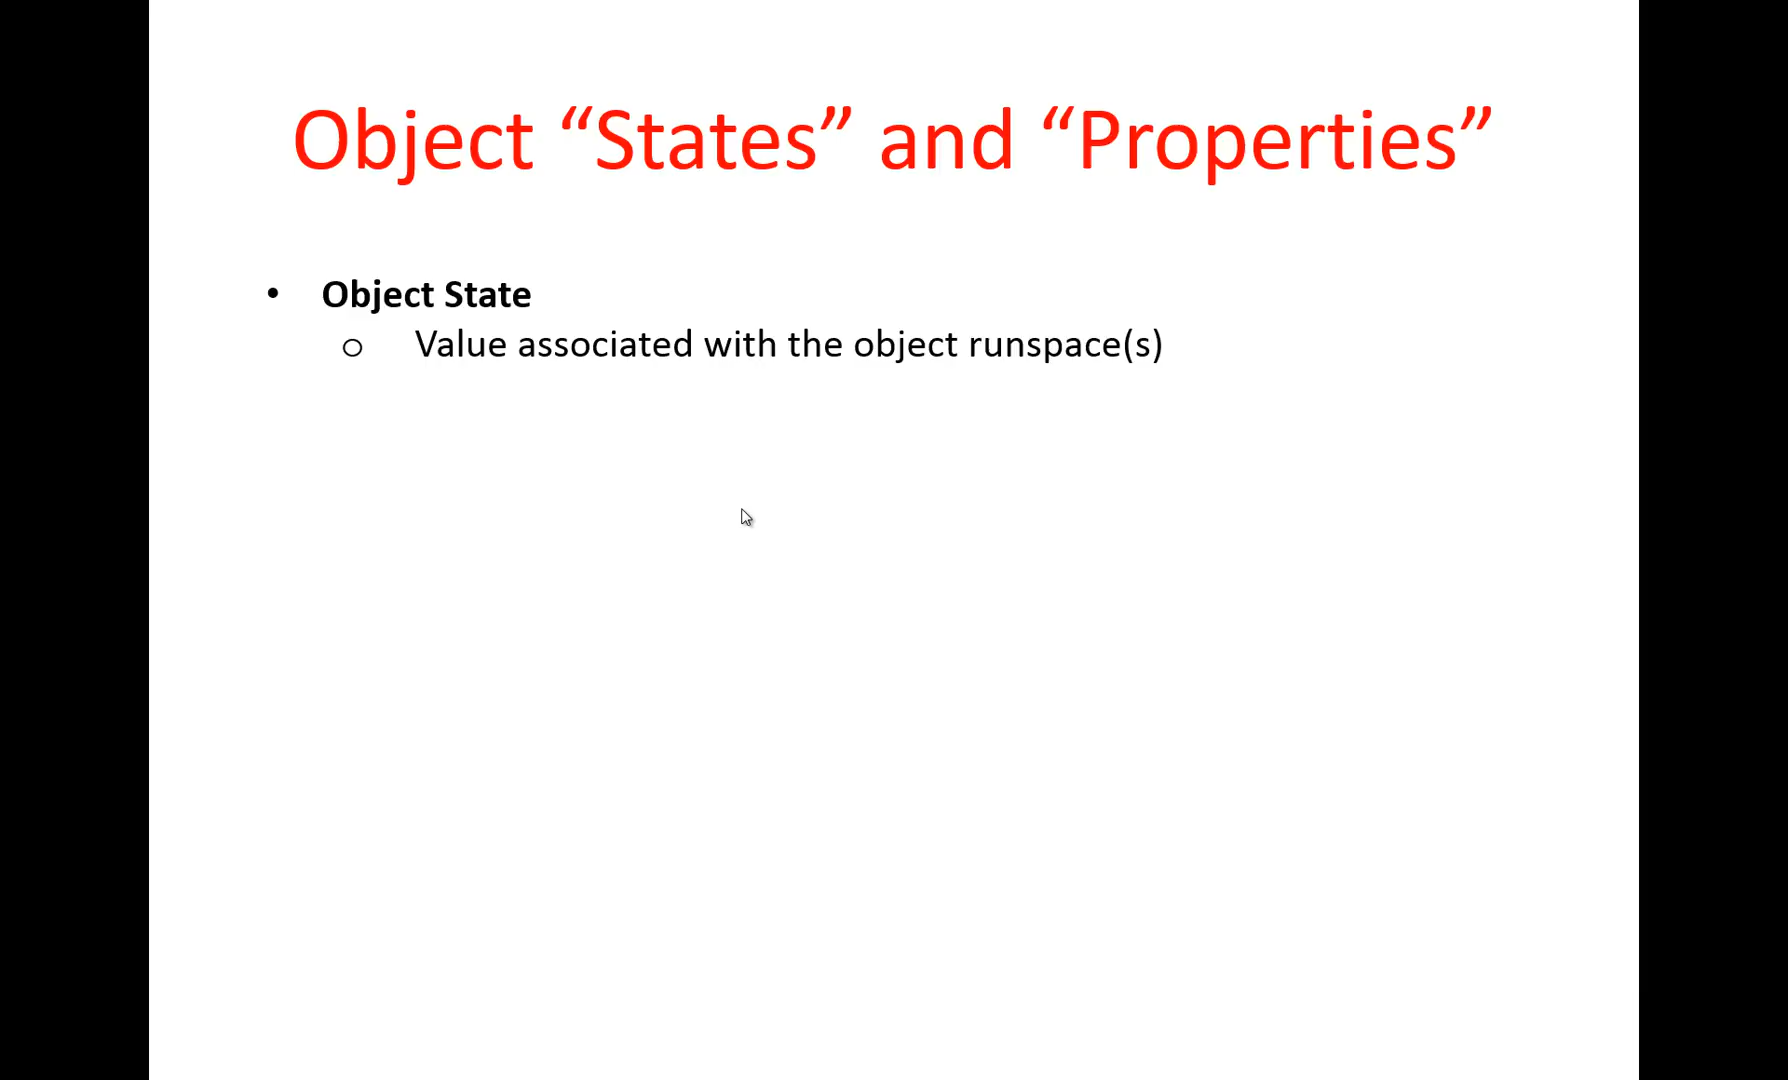 Object “States” and “Properties”
• Object State
o Value associated with the object runspace(s)